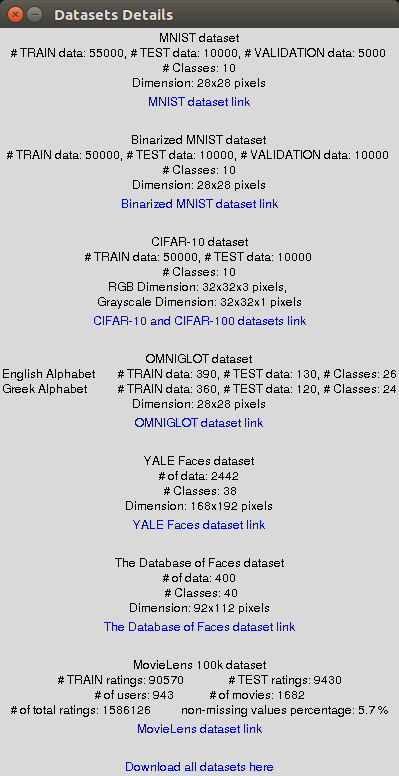 Datasets Details
MNIST dataset
# TRAIN data: 55000, # TEST data: 10000, # VALIDATION data: 5000
# Classes: 10
Dimension: 28x28 pixels
MNIST dataset link
Binarized MNIST dataset
# TRAIN data: 50000, # TEST data: 10000, # VALIDATION data: 10000
# Classes: 10
Dimension: 28x28 pixels
Binarized MNIST dataset link
CIFAR-10 dataset
# TRAIN data: 50000, # TEST data: 10000
# Classes: 10
RGB Dimension: 32x32x3 pixels,
Grayscale Dimension: 32x32x1 pixels
CIFAR-10 and CIFAR-100 datasets link
OMNIGLOT dataset
English Alphabet # TRAIN data: 390, # TEST data: 130, # Classes: 26
Greek Alphabet # TRAIN data: 360, # TEST data: 120, # Classes: 24
Dimension: 28x28 pixels
OMNIGLOT dataset link
YALE Faces dataset
# of data: 2442
# Classes: 38
Dimension: 168x192 pixels
YALE Faces dataset link
The Database of Faces dataset
# of data: 400
# Classes: 40
Dimension: 92x112 pixels
The Database of Faces dataset link
MovieLens 100k dataset
# TRAIN ratings: 90570 # TEST ratings: 9430
# of users: 943 # of movies: 1682
# of total ratings: 1586126 non-missing values percentage: 5.7 %
MovieLens dataset link
Download all datasets here